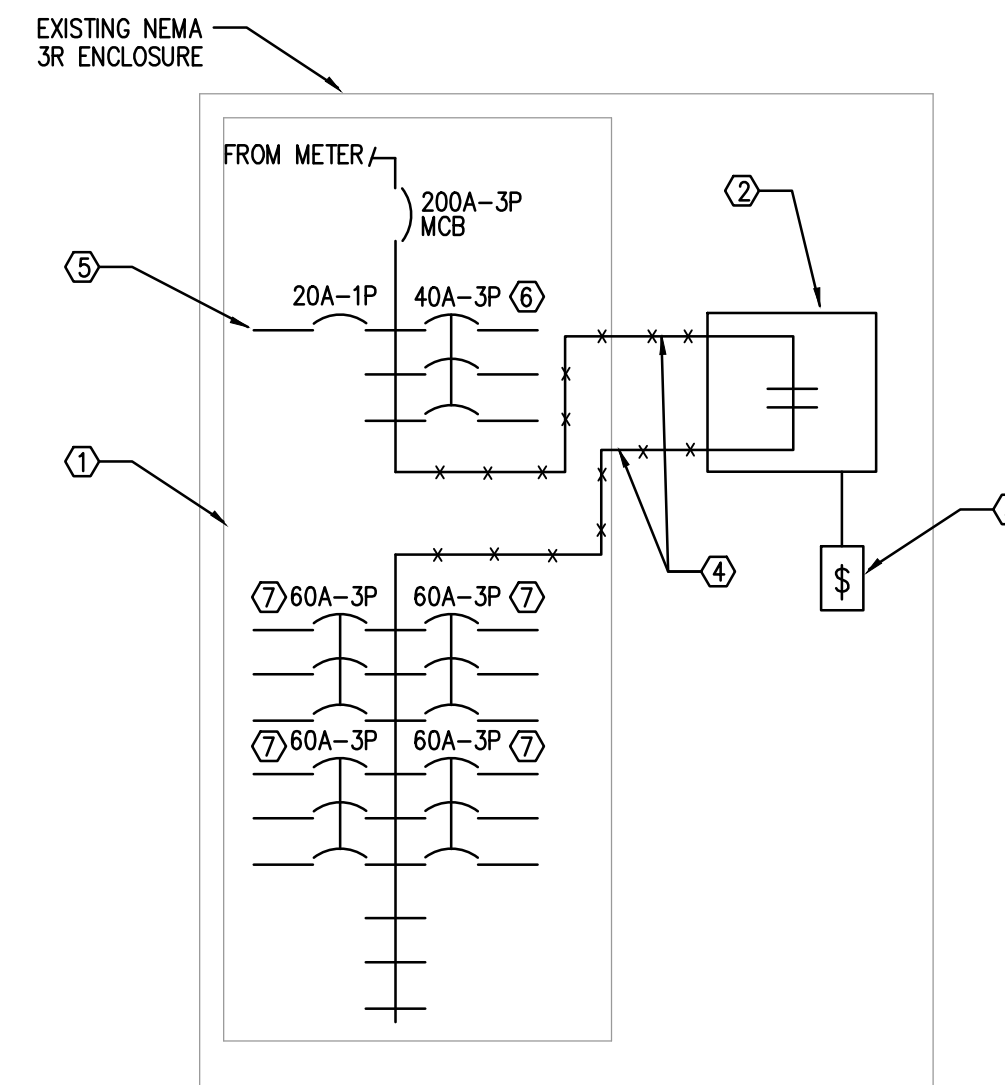 EXISTING NEMA
3R ENCLOSURE
FROM METER
200A-3P
MCB
2
5
20A-1P
40A-3P
6
1
4
$
7
60A-3P
60A-3P
7
7
60A-3P
60A-3P
7